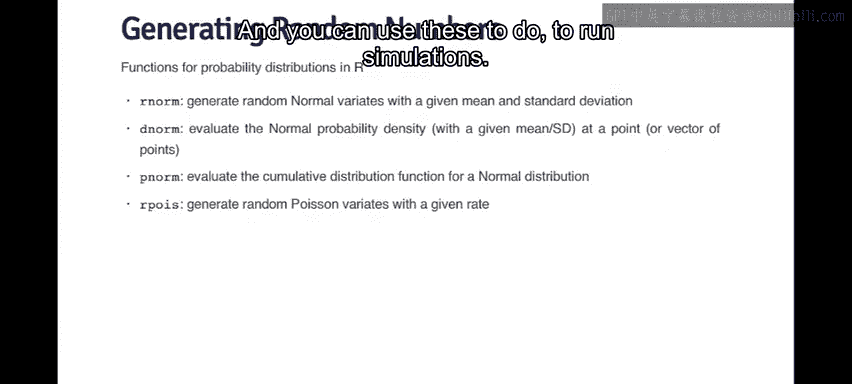 Generating Random Numbers
And you can use these to do, to run
simulations.
Functions for probability distributions in R
• rnorm: generate random Normal variates with a given mean and standard deviation
• dnorm: evaluate the Normal probability density (with a given mean/SD) at a point (or vector of
points)
• pnorm: evaluate the cumulative distribution function for a Normal distribution
• rpois: generate random Poisson variates with a given rate